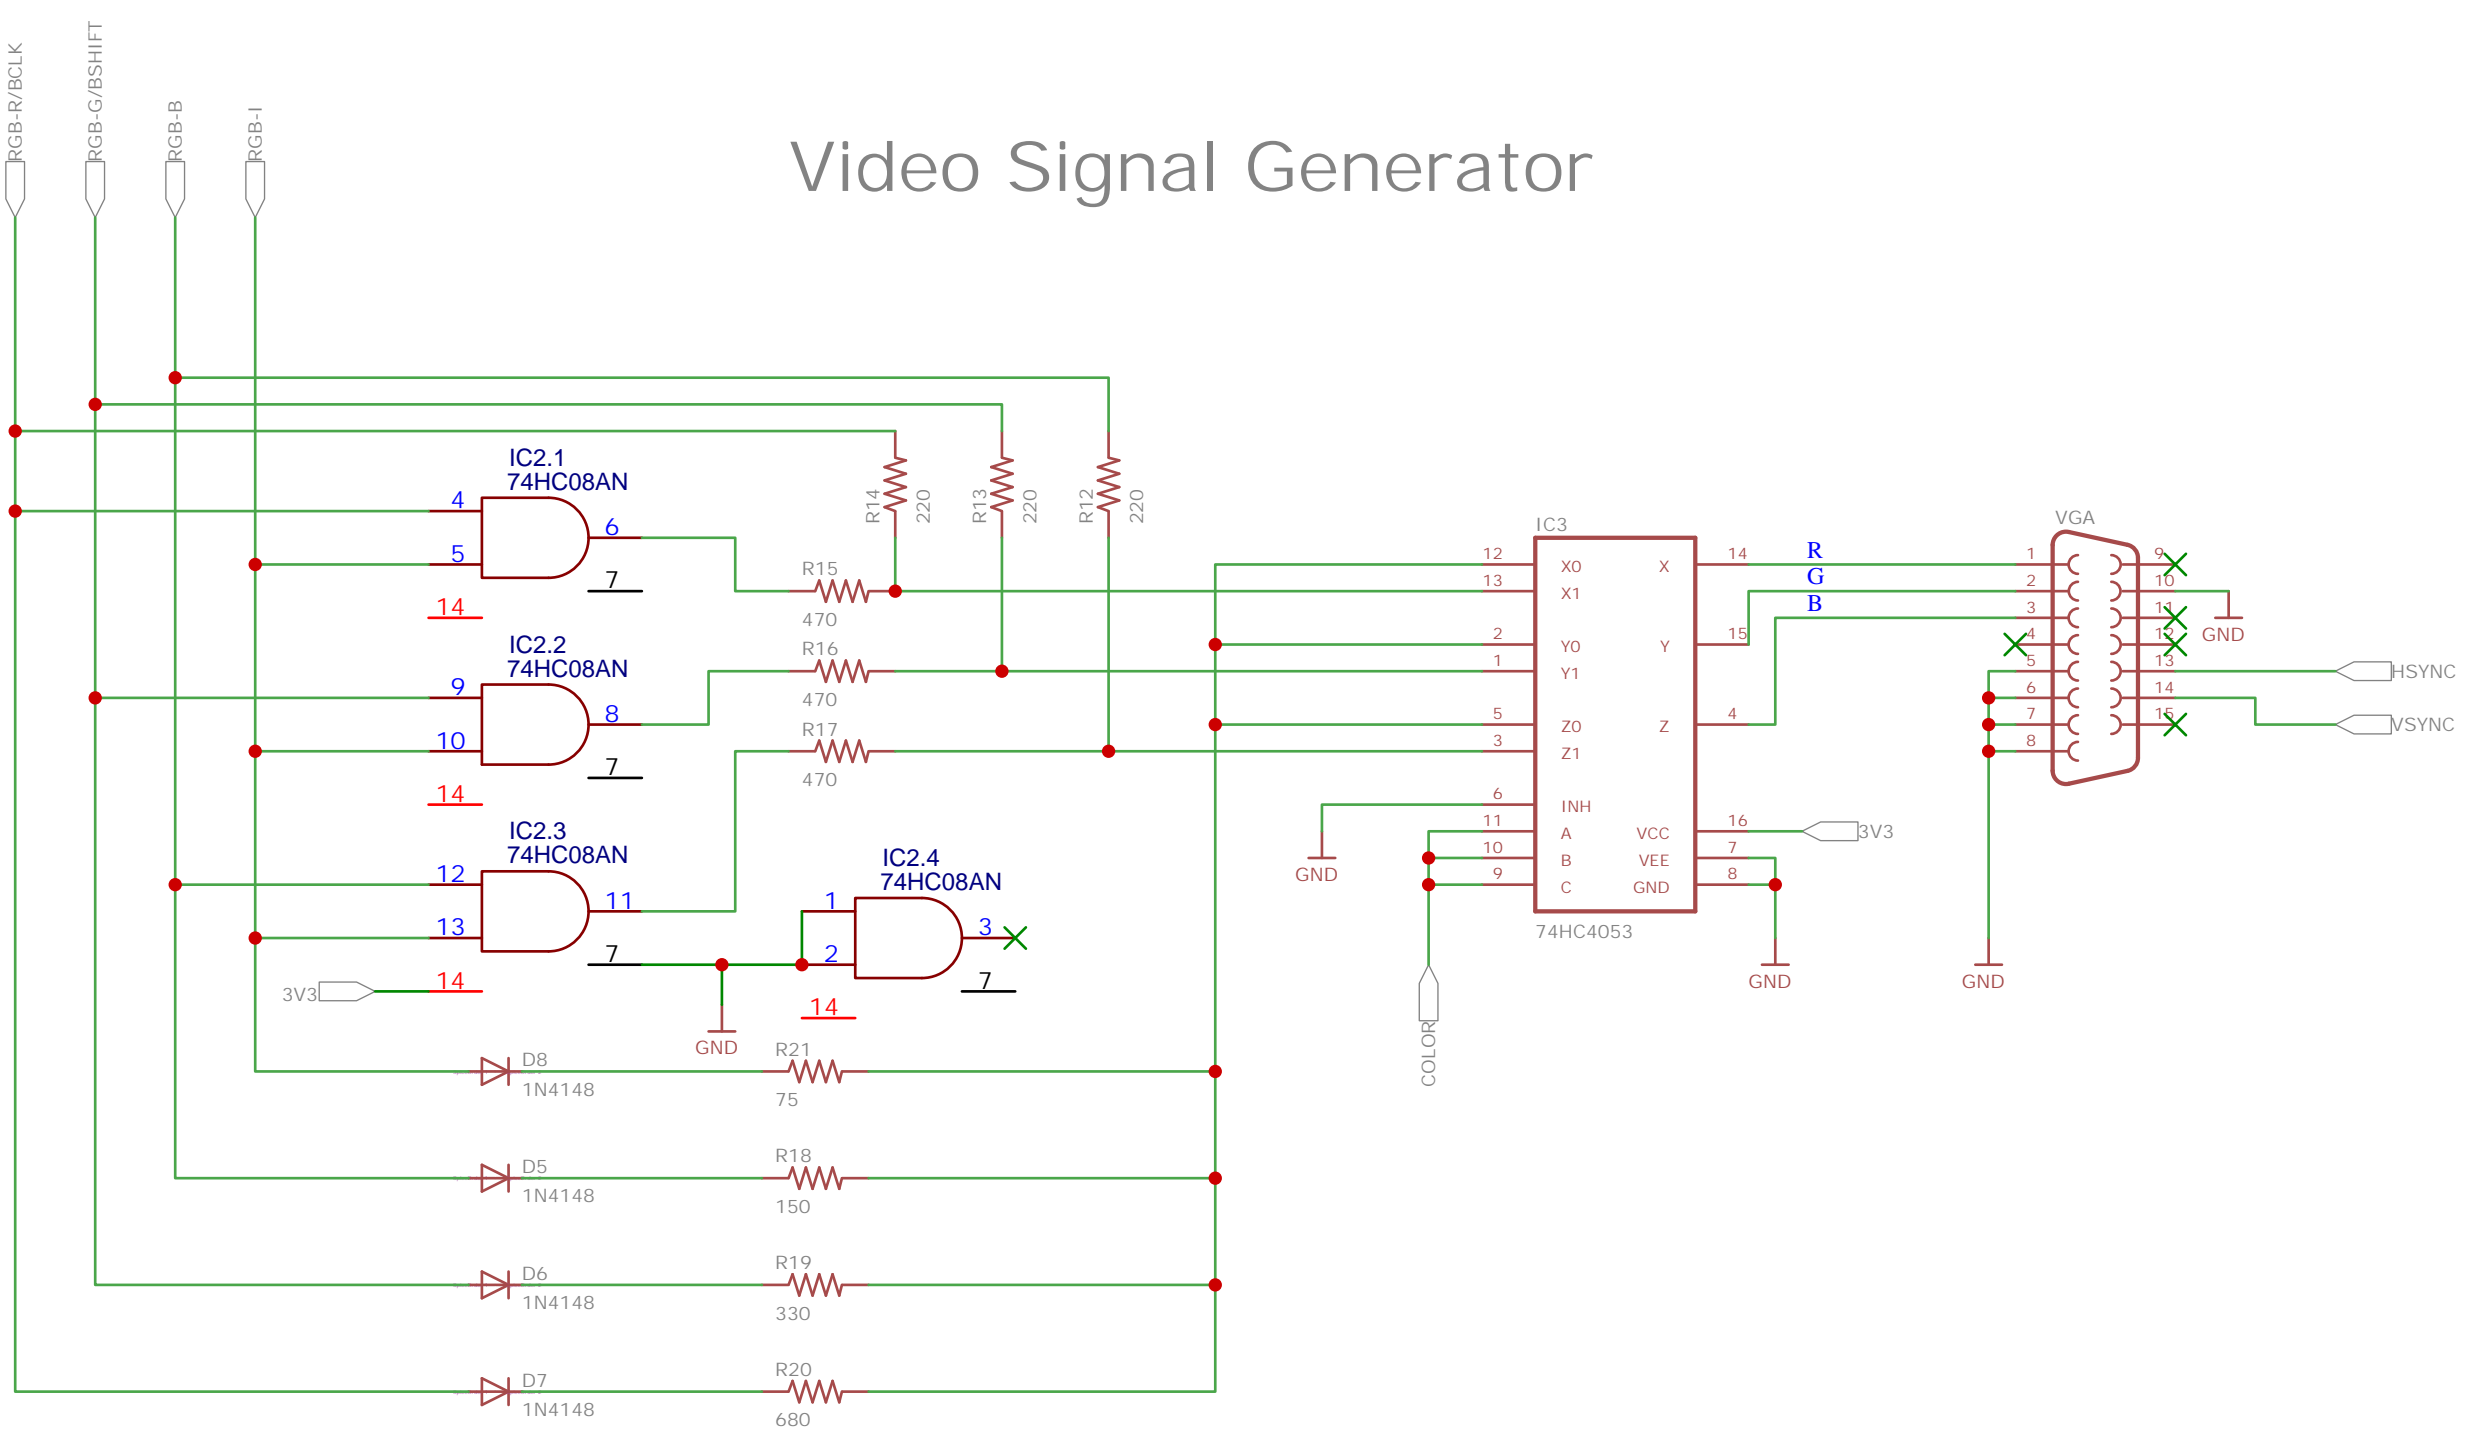 RGB-R/BCLK
RGB-G/BSHIFT
RGB-B
RGB-I
Video Signal Generator
IC2.1
74HC08AN
4
5
6
7
14
IC2.2
74HC08AN
9
10
8
7
14
IC2.3
74HC08AN
12
13
11
7
14
3V3
IC2.4
74HC08AN
1
2
3
7
14
GND
R14
220
R13
220
R12
220
R15
470
R16
470
R17
470
D8
1N4148
R21
75
D5
1N4148
R18
150
D6
1N4148
R19
330
D7
1N4148
R20
680
IC3
12 X0 X 14
13 X1
2 Y0 Y 15
1 Y1
5 Z0 Z 4
3 Z1
6 INH
11 A VCC 16
10 B VEE 7
9 C GND 8
74HC4053
GND
COLOR
3V3
GND
R
G
B
VGA
1 9
2 10
3 11
4 12
5 13
6 14
7 15
8
GND
GND
HSYNC
VSYNC